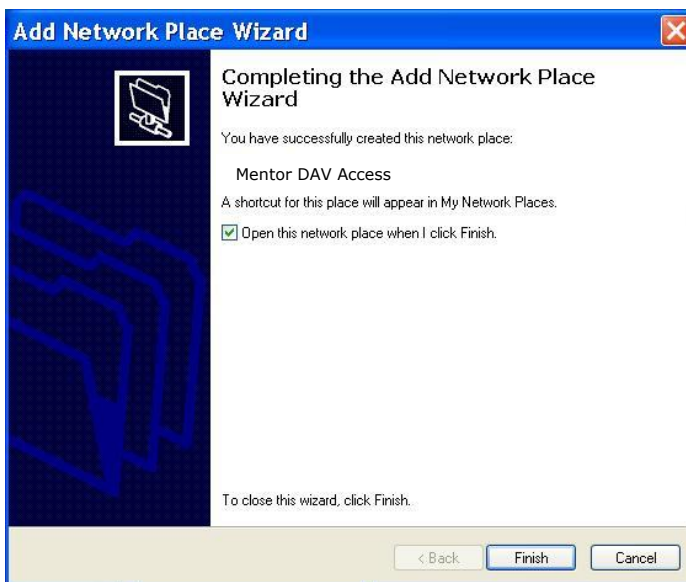 Add Network Place Wizard
Completing the Add Network Place
Wizard
You have successfully created this network place:
Mentor DAV Access
A shortcut for this place will appear in My Network Places.
Open this network place when I click Finish.
To close this wizard, click Finish.
< Back Finish Cancel